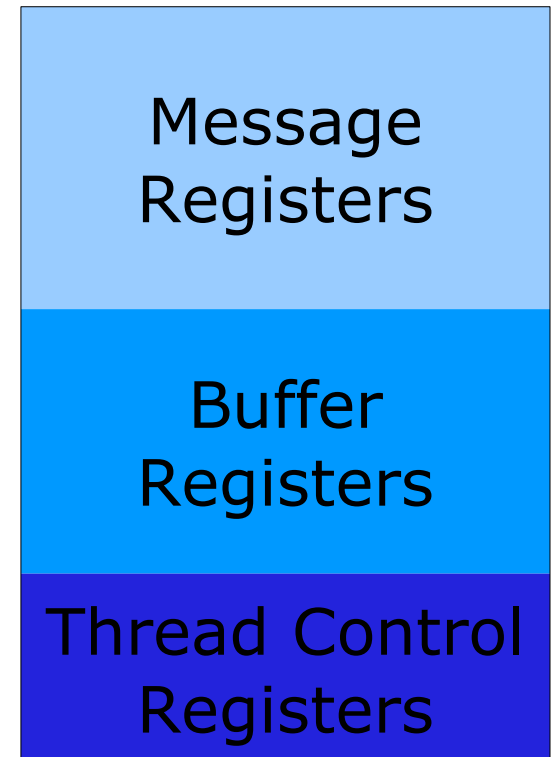 Message
Registers
Buffer
Registers
Thread Control
Registers